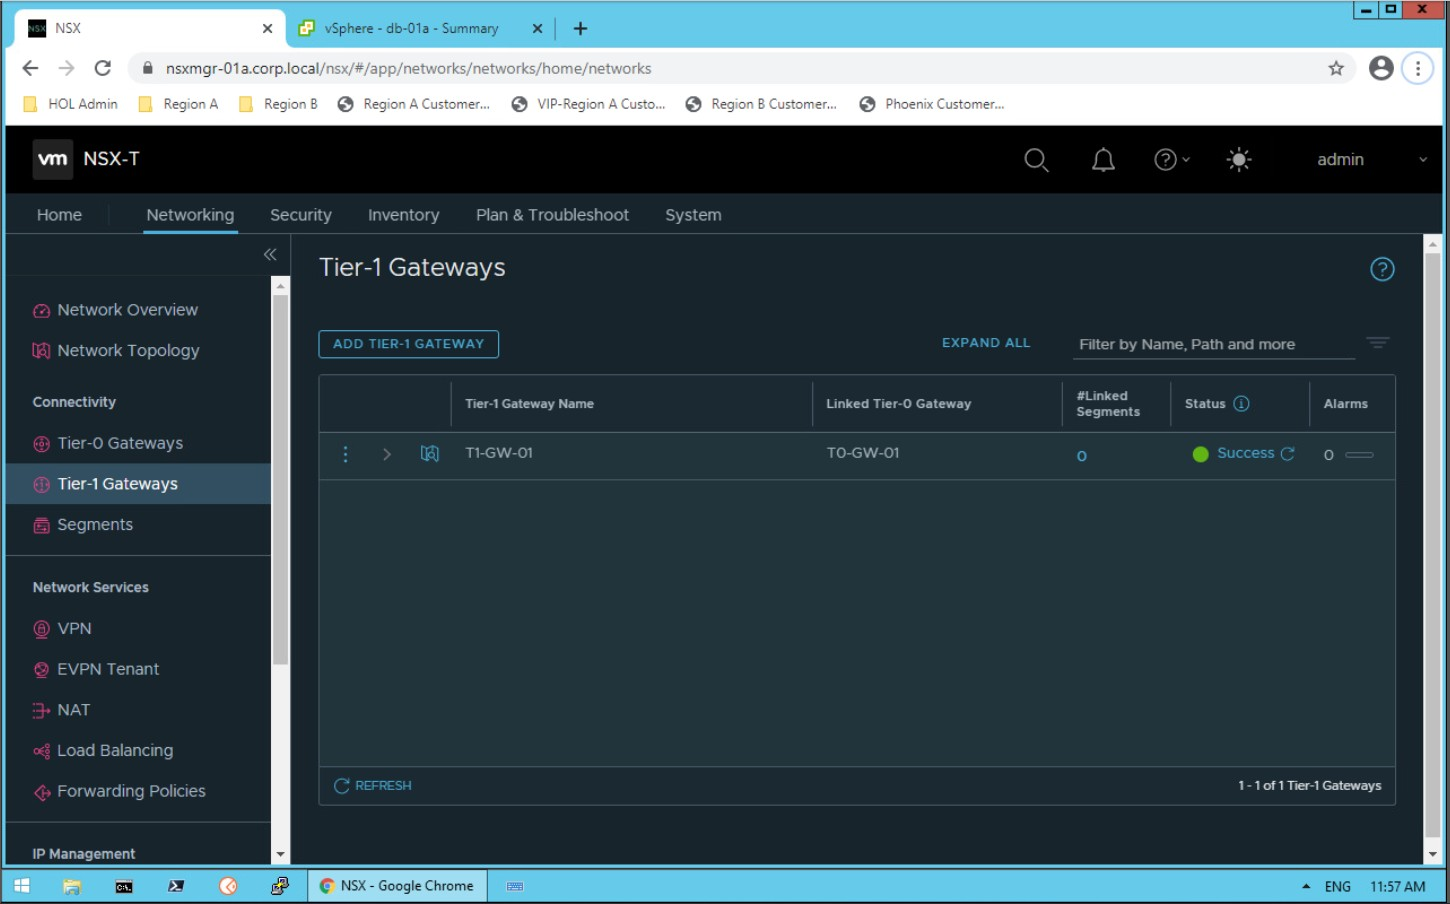 NSX
vSphere - db-01a - Summary
nsxmgr-01a.corp.local/nsx/#/app/networks/networks/home/networks
HOL Admin
Region A
Region B
Region A Customer...
VIP-Region A Custo...
Region B Customer...
Phoenix Customer...
vm NSX-T
admin
Home
Networking
Security
Inventory
Plan & Troubleshoot
System
Network Overview
Network Topology
Connectivity
Tier-0 Gateways
Tier-1 Gateways
Segments
Network Services
VPN
EVPN Tenant
NAT
Load Balancing
Forwarding Policies
IP Management
Tier-1 Gateways
ADD TIER-1 GATEWAY
EXPAND ALL
Filter by Name, Path and more
Tier-1 Gateway Name
Linked Tier-0 Gateway
#Linked
Segments
Status
Alarms
T1-GW-01
T0-GW-01
0
Success
0
REFRESH
1 - 1 of 1 Tier-1 Gateways
NSX - Google Chrome
ENG
11:57 AM